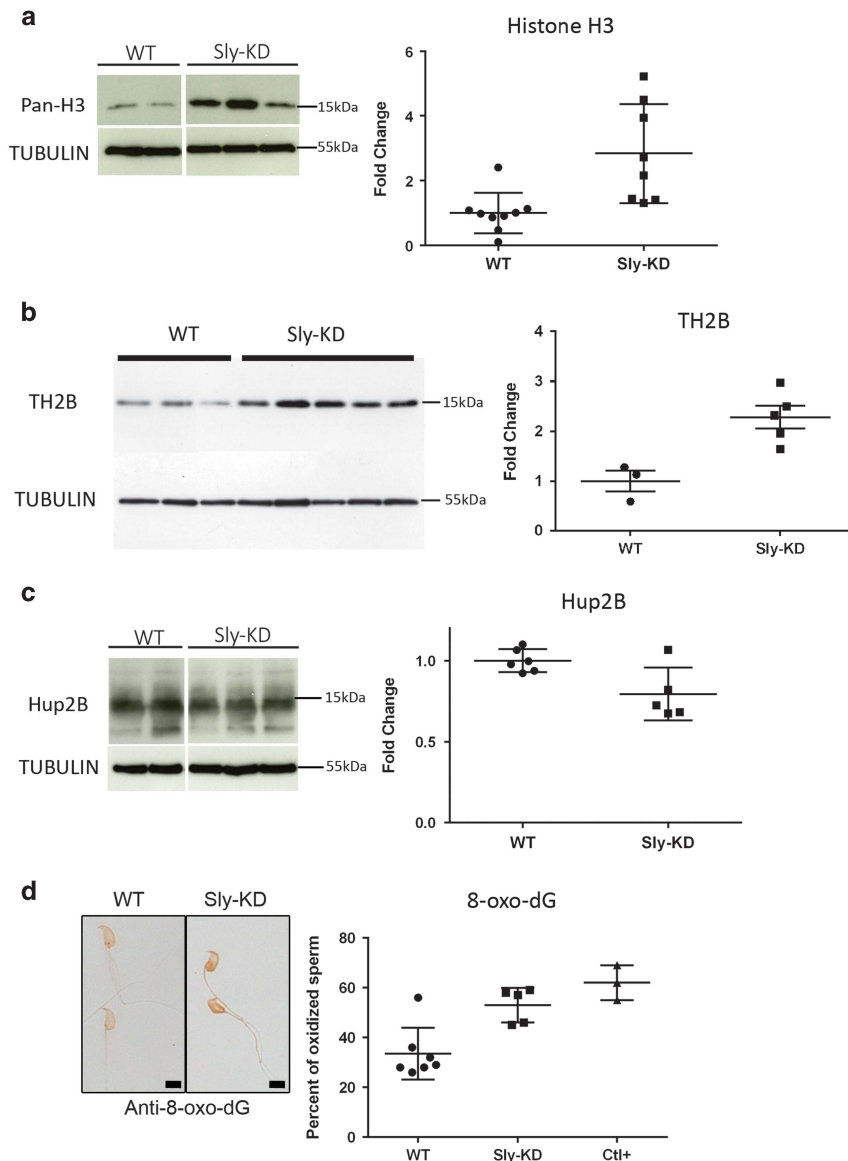 a
WT Sly-KD
Pan-H3
15kDa
TUBULIN
55kDa
Histone H3
Fold Change
6
4
2
0
WT Sly-KD
b
WT Sly-KD
TH2B
15kDa
TUBULIN
55kDa
TH2B
Fold Change
4
3
2
1
0
WT Sly-KD
c
WT Sly-KD
Hup2B
15kDa
TUBULIN
55kDa
Hup2B
Fold Change
1.0
0.5
0.0
WT Sly-KD
d
WT Sly-KD
Anti-8-oxo-dG
8-oxo-dG
Percent of oxidized sperm
80
60
40
20
0
WT Sly-KD Ctl+